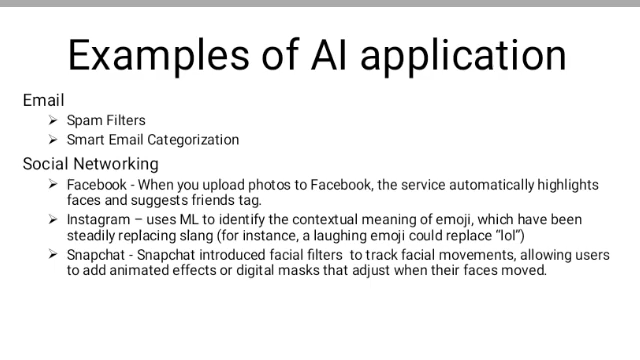 Examples of AI application
Email
➢ Spam Filters
➢ Smart Email Categorization
Social Networking
➢ Facebook - When you upload photos to Facebook, the service automatically highlights
faces and suggests friends tag.
➢ Instagram – uses ML to identify the contextual meaning of emoji, which have been
steadily replacing slang (for instance, a laughing emoji could replace “lol”)
➢ Snapchat - Snapchat introduced facial filters  to track facial movements, allowing users
to add animated effects or digital masks that adjust when their faces moved.